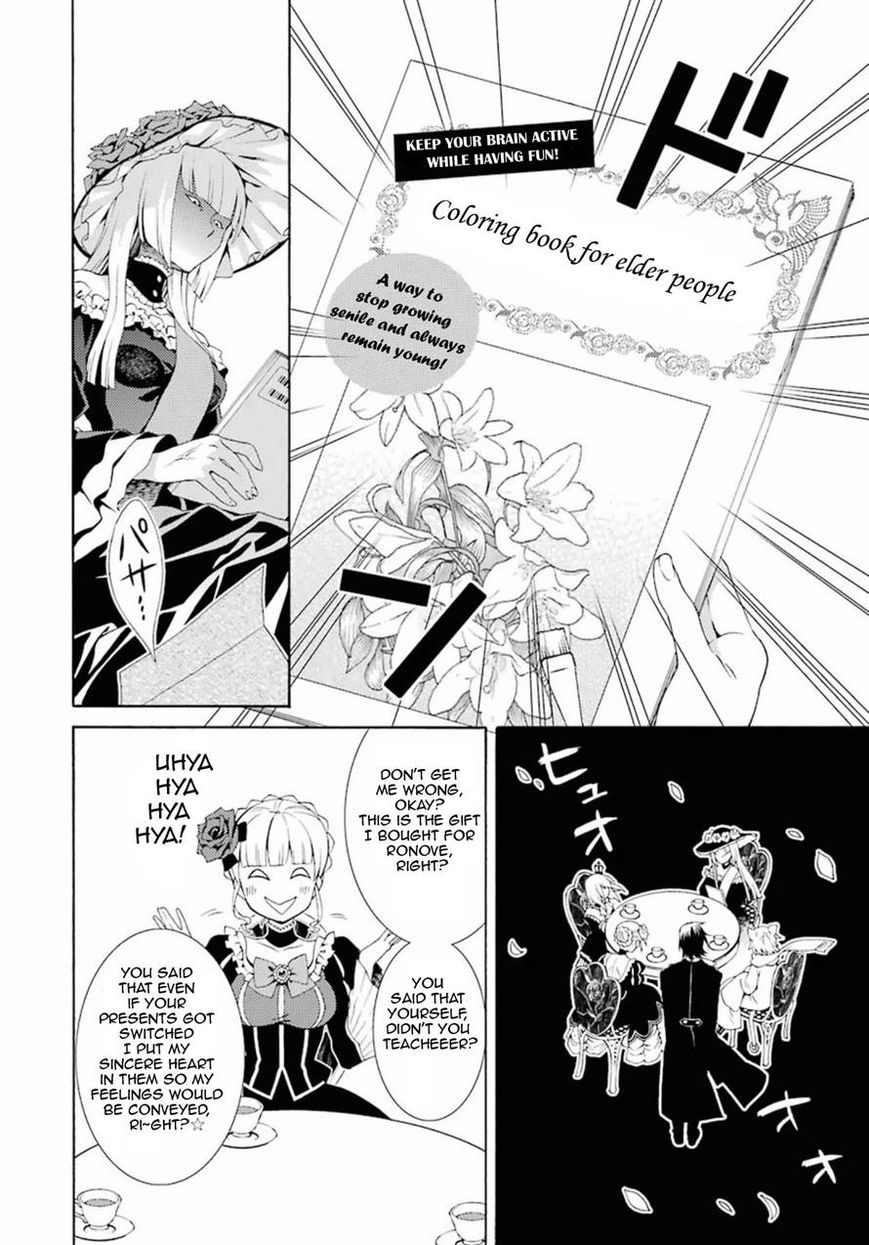 ドーン
KEEP YOUR BRAIN ACTIVE
WHILE HAVING FUN!
Coloring book for elder people
A way to
stop growing
senile and always
remain young!
パサ…
ヒュオ
オオ
DON'T GET
ME WRONG,
OKAY?
THIS IS THE GIFT
I BOUGHT FOR
RONOVE,
RIGHT?
YOU
SAID THAT
YOURSELF,
DIDN'T YOU
TEACHEEER?
UHYA
HYA
HYA
HYA!
YOU SAID
THAT EVEN
IF YOUR
PRESENTS GOT
SWITCHED
I PUT MY
SINCERE HEART
IN THEM SO MY
FEELINGS WOULD
BE CONVEYED,
RI~GHT?☆